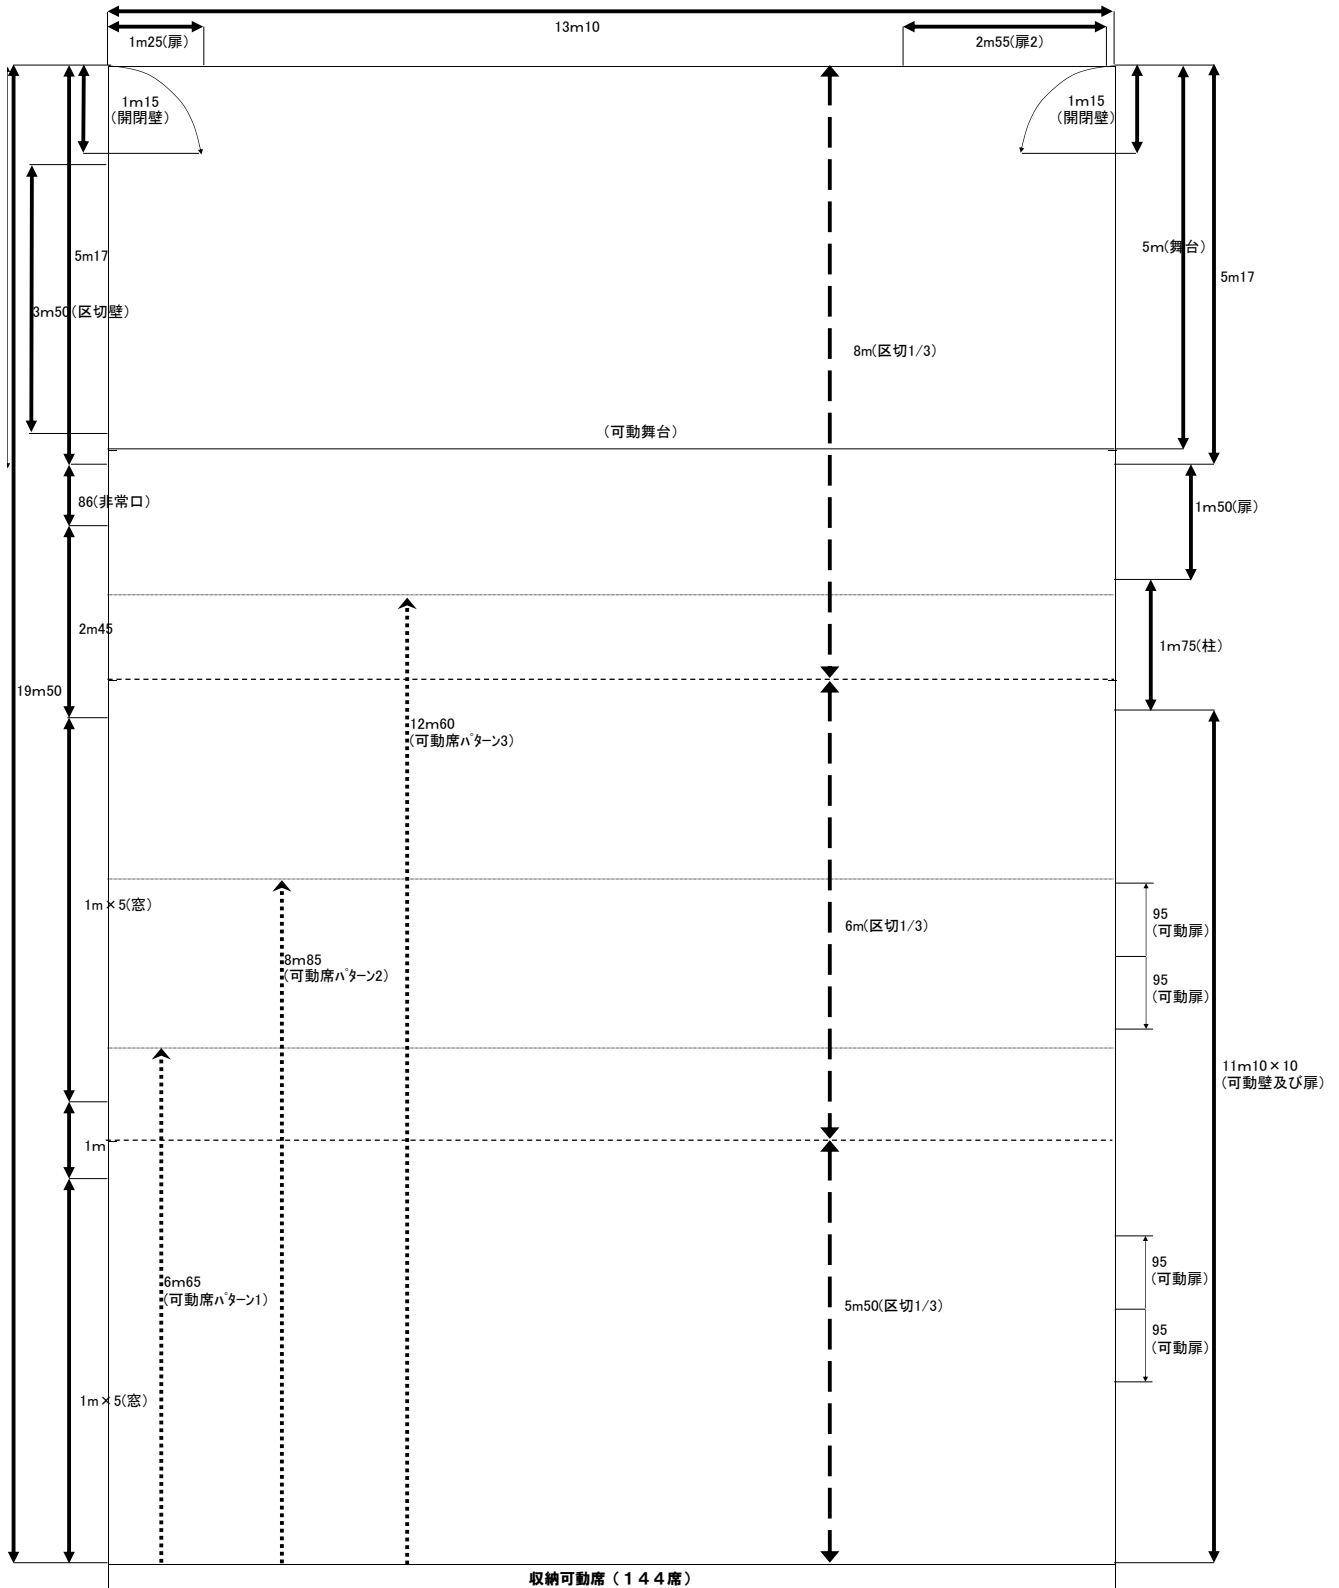 13m10
1m25(扉)
2m55(扉2)
1m15
(開閉壁)
1m15
(開閉壁)
5m17
5m(舞台)
5m17
3m50(区切壁)
8m(区切1/3)
(可動舞台)
86(非常口)
1m50(扉)
2m45
1m75(柱)
19m50
12m60
(可動席ﾊﾟﾀｰﾝ3)
1m×5(窓)
95
(可動扉)
6m(区切1/3)
8m85
(可動席ﾊﾟﾀｰﾝ2)
95
(可動扉)
11m10×10
(可動壁及び扉)
1m
95
(可動扉)
6m65
(可動席ﾊﾟﾀｰﾝ1)
5m50(区切1/3)
95
(可動扉)
1m×5(窓)
収納可動席（１４４席）